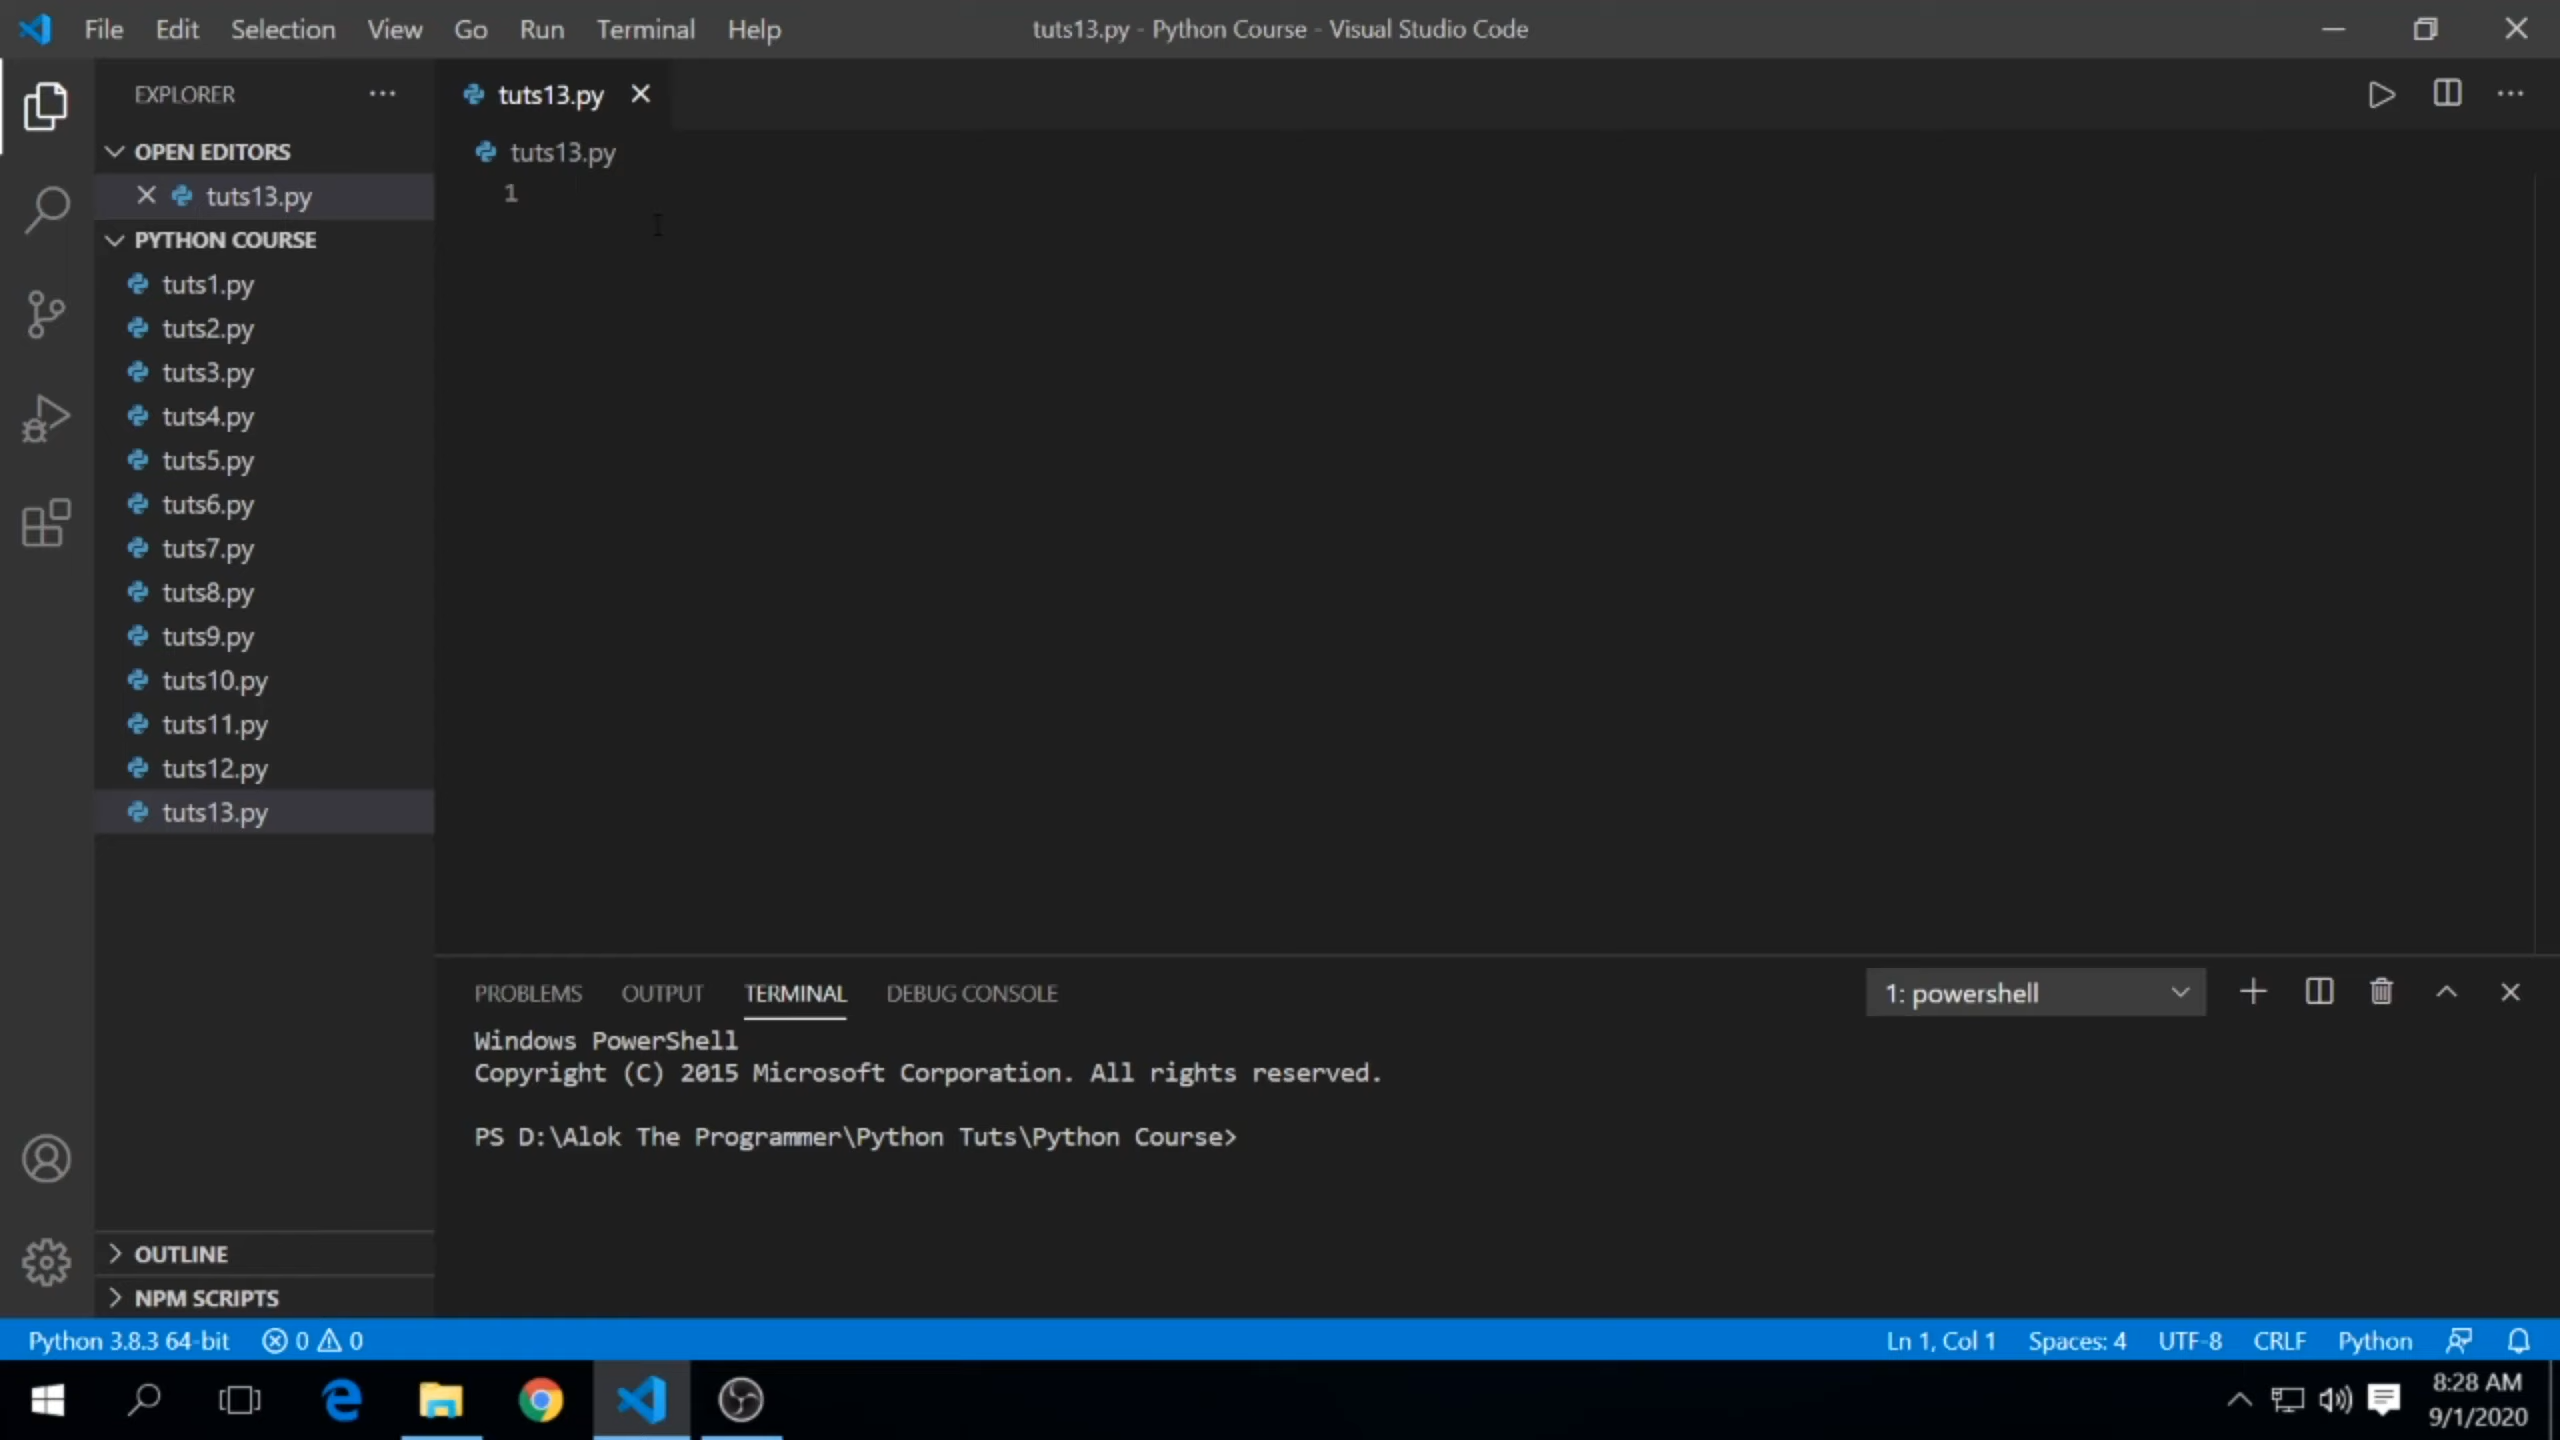 File Edit Selection View Go Run Terminal Help tuts13.py - Python Course - Visual Studio Code
EXPLORER
OPEN EDITORS
tuts13.py
PYTHON COURSE
tuts1.py
tuts2.py
tuts3.py
tuts4.py
tuts5.py
tuts6.py
tuts7.py
tuts8.py
tuts9.py
tuts10.py
tuts11.py
tuts12.py
tuts13.py
OUTLINE
NPM SCRIPTS
tuts13.py
tuts13.py
1
PROBLEMS OUTPUT TERMINAL DEBUG CONSOLE 1: powershell
Windows PowerShell
Copyright (C) 2015 Microsoft Corporation. All rights reserved.
PS D:\Alok The Programmer\Python Tuts\Python Course>
Python 3.8.3 64-bit 0 0 Ln 1, Col 1 Spaces: 4 UTF-8 CRLF Python
8:28 AM
9/1/2020